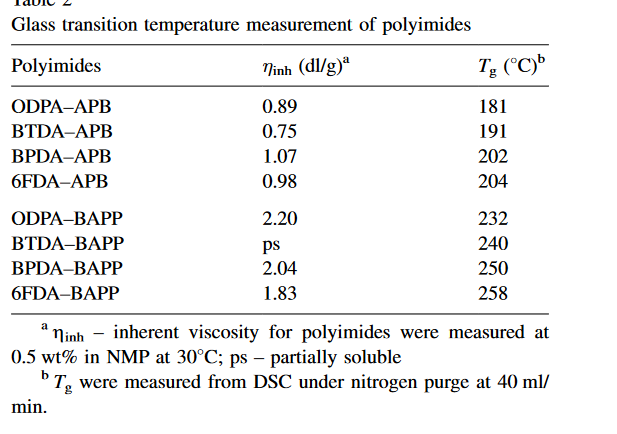 Table 2
Glass transition temperature measurement of polyimides
Polyimides ηinh (dl/g)a Tg (°C)b
ODPA–APB 0.89 181
BTDA–APB 0.75 191
BPDA–APB 1.07 202
6FDA–APB 0.98 204
ODPA–BAPP 2.20 232
BTDA–BAPP ps 240
BPDA–BAPP 2.04 250
6FDA–BAPP 1.83 258
a ηinh – inherent viscosity for polyimides were measured at
0.5 wt% in NMP at 30°C; ps – partially soluble
b Tg were measured from DSC under nitrogen purge at 40 ml/
min.